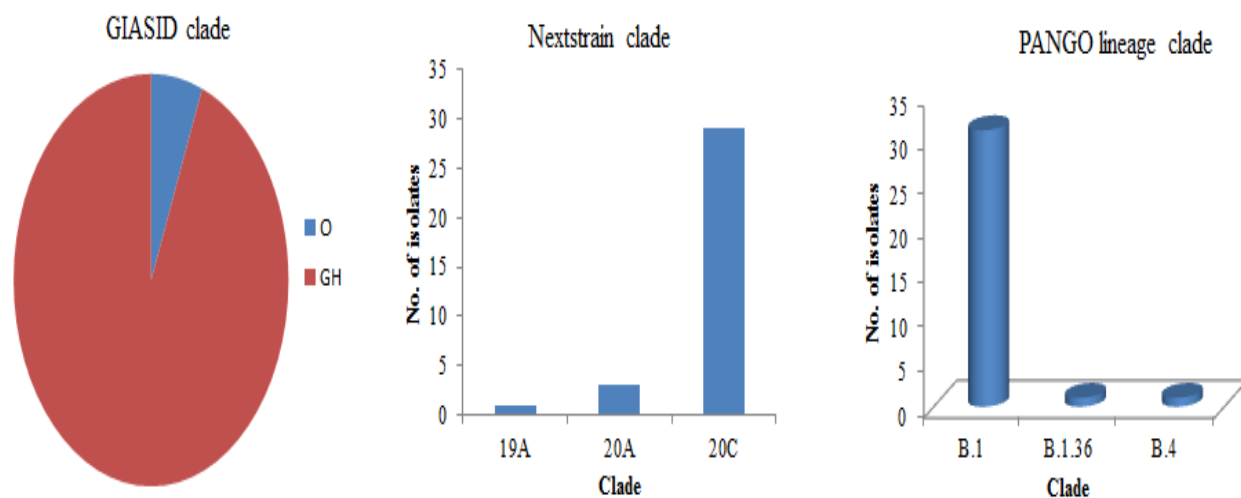 GIASID clade
O
GH
Nextstrain clade
No. of isolates
35
30
25
20
15
10
5
0
19A 20A 20C
Clade
PANGO lineage clade
No. of isolates
35
30
25
20
15
10
5
0
B.1 B.1.36 B.4
Clade